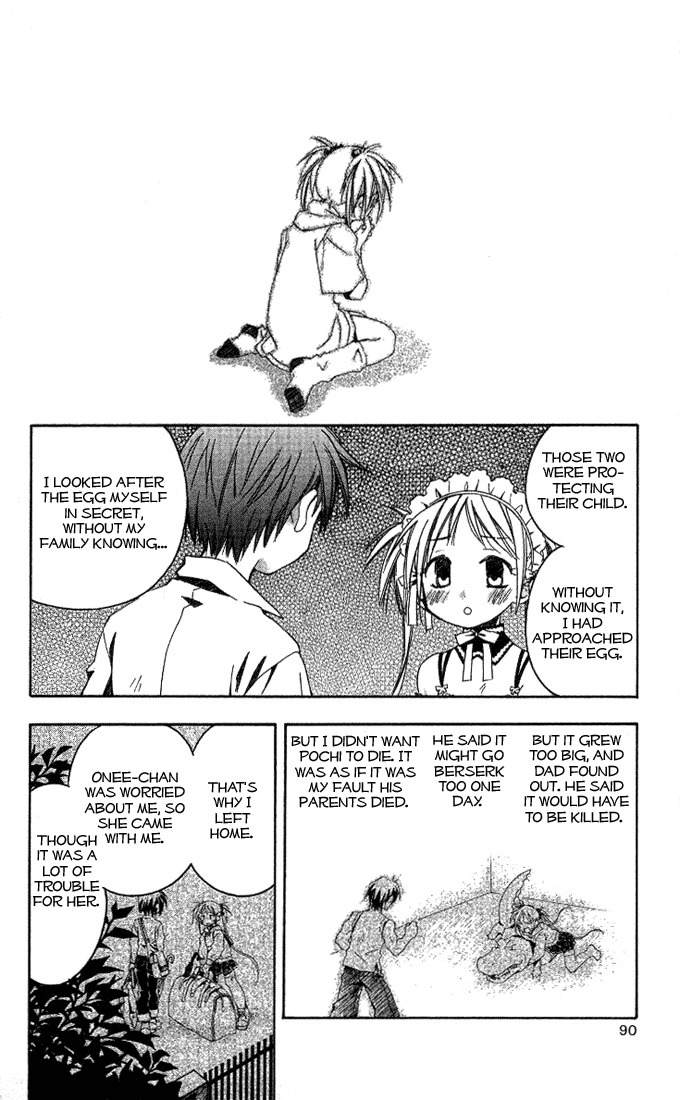 THOSE TWO
WERE PRO-
TECTING
THEIR CHILD.
WITHOUT
KNOWING IT,
I HAD
APPROACHED
THEIR EGG.
I LOOKED AFTER
THE EGG MYSELF
IN SECRET,
WITHOUT MY
FAMILY KNOWING...
BUT IT GREW
TOO BIG, AND
DAD FOUND
OUT. HE SAID
IT WOULD HAVE
TO BE KILLED.
HE SAID IT
MIGHT GO
BERSERK
TOO ONE
DAY.
BUT I DIDN'T WANT
POCHI TO DIE. IT
WAS AS IF IT WAS
MY FAULT HIS
PARENTS DIED.
THAT'S
WHY I
LEFT
HOME.
ONEE-CHAN
WAS WORRIED
ABOUT ME, SO
SHE CAME
WITH ME.
THOUGH
IT WAS A
LOT OF
TROUBLE
FOR HER.
90